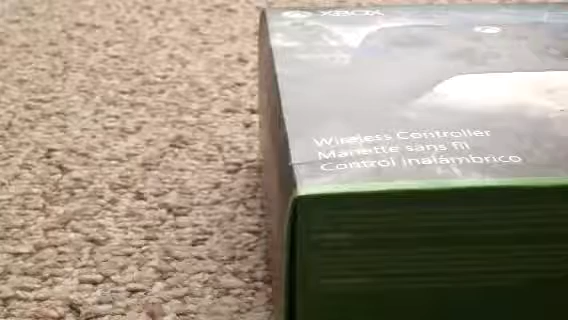 XBOX
Wireless Controller
Manette sans fil
Control inalámbrico